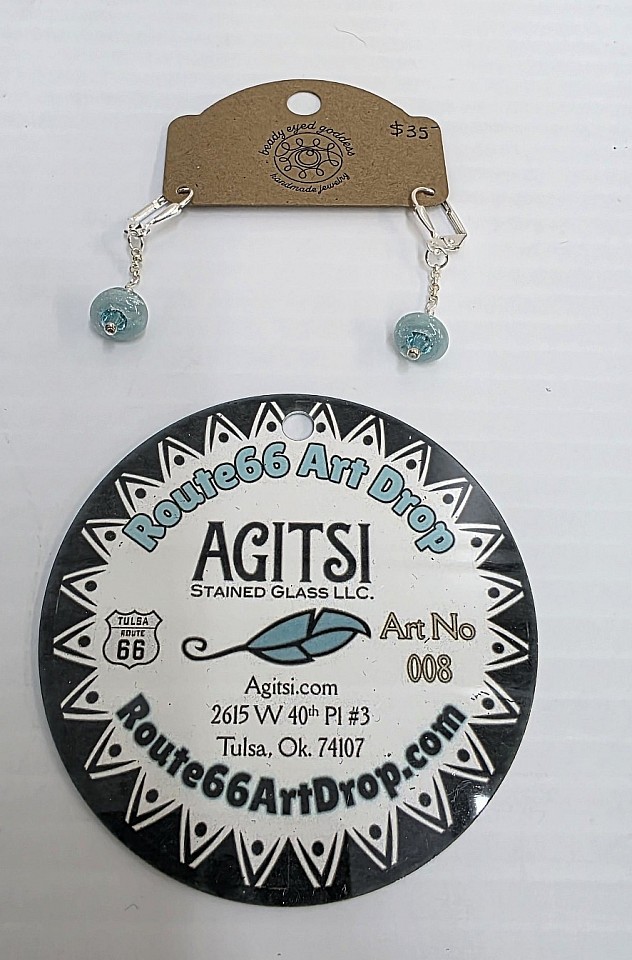 beady eyed goddess
handmade jewelry
$35
Route66 Art Drop
AGITSI
STAINED GLASS LLC.
TULSA
ROUTE
66
Art No
008
Agitsi.com
2615 W 40th Pl #3
Tulsa, Ok. 74107
Route66ArtDrop.com